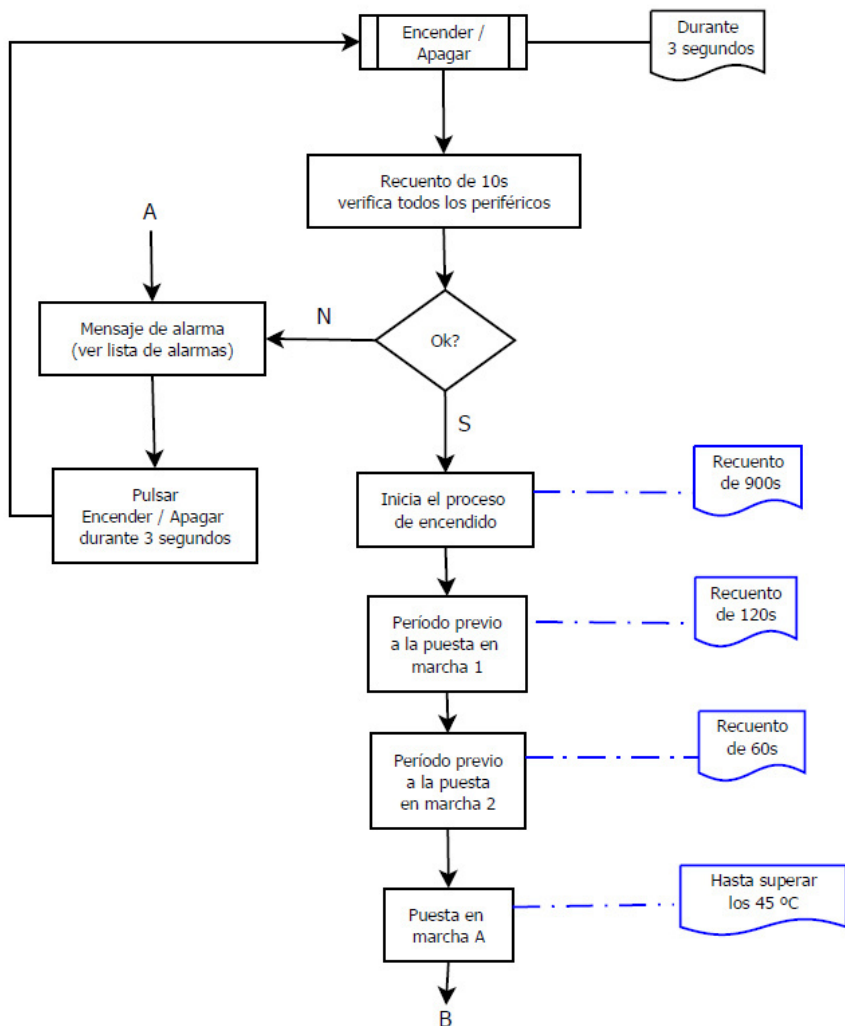 Encender /
Apagar
Durante
3 segundos
Recuento de 10s
verifica todos los periféricos
A
Mensaje de alarma
(ver lista de alarmas)
N
Ok?
S
Pulsar
Encender / Apagar
durante 3 segundos
Inicia el proceso
de encendido
Recuento
de 900s
Período previo
a la puesta en
marcha 1
Recuento
de 120s
Período previo
a la puesta
en marcha 2
Recuento
de 60s
Puesta en
marcha A
Hasta superar
los 45 ºC
B